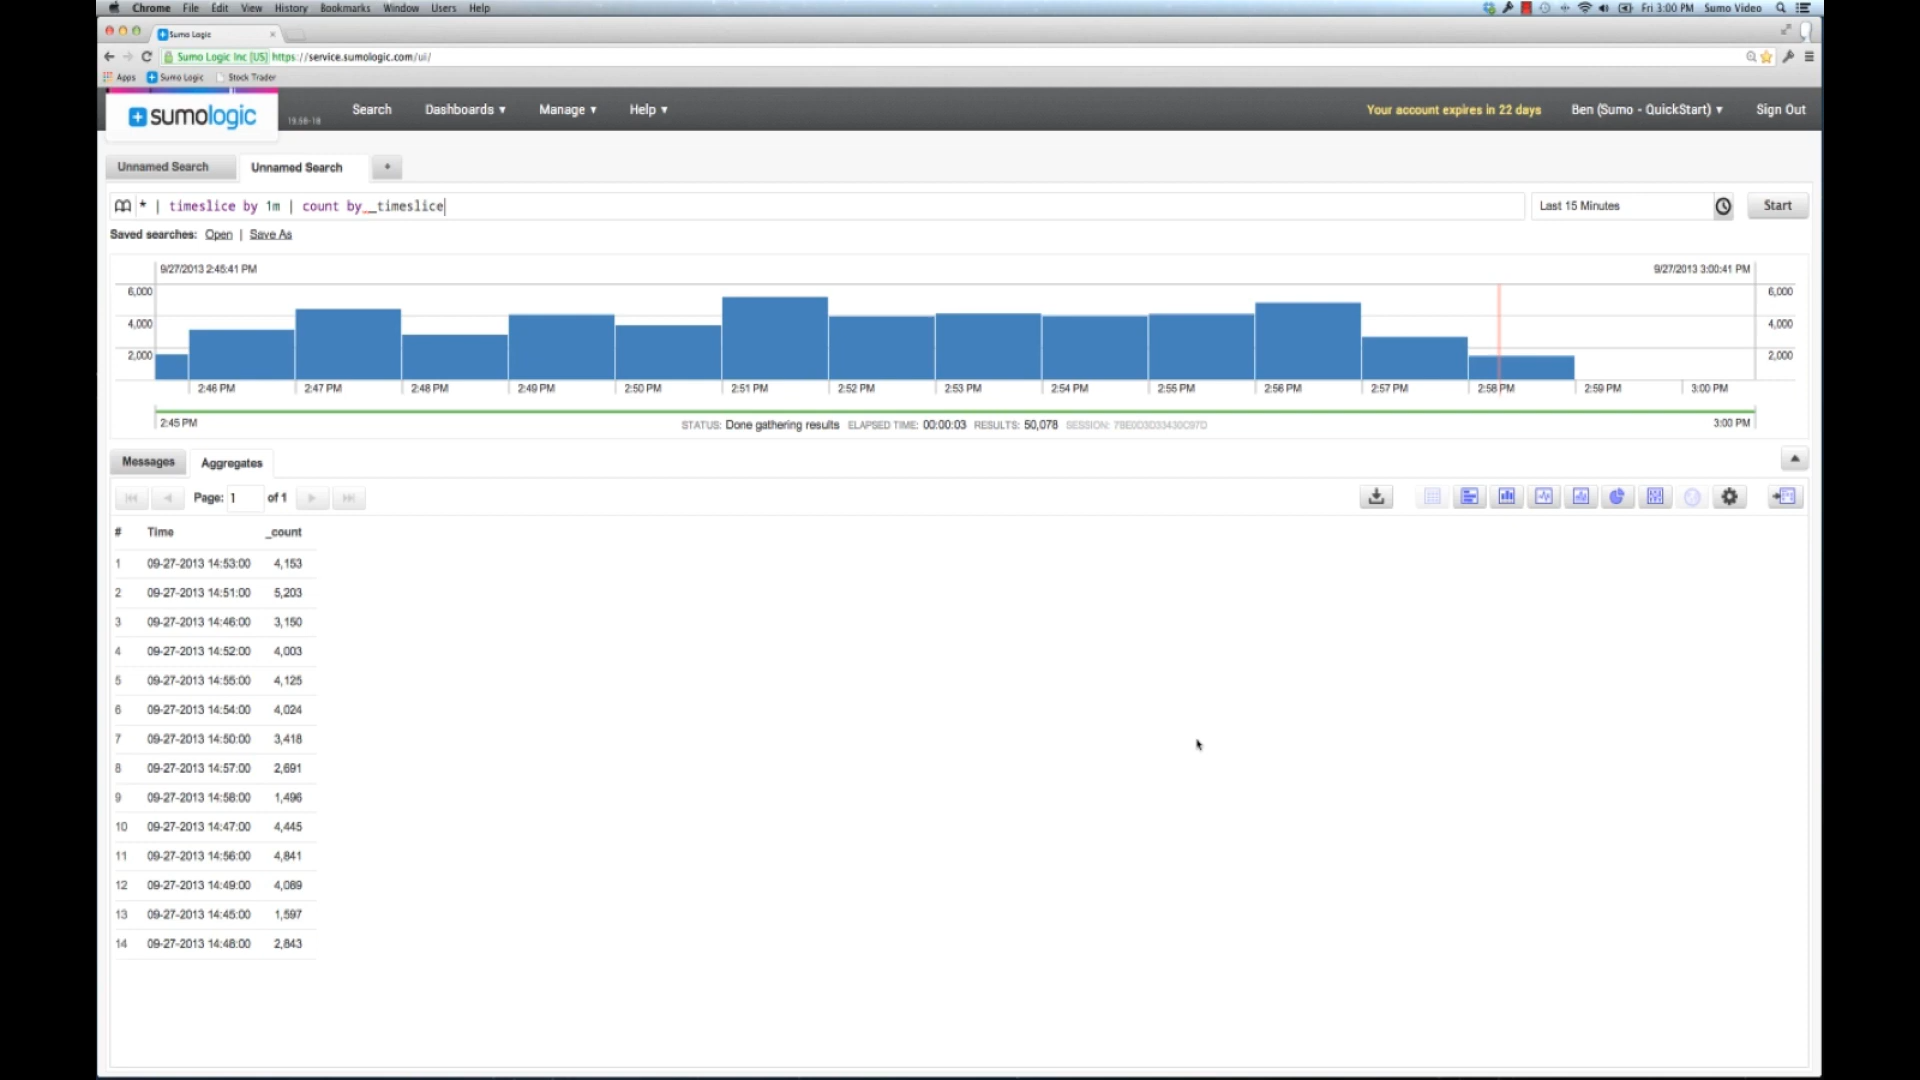 Chrome File Edit View History Bookmarks Window Users Help Fri 3:00 PM Sumo Video
Sumo Logic
Sumo Logic Inc [US] https://service.sumologic.com/ui/
Apps Sumo Logic Stock Trader
sumologic 19.58-18 Search Dashboards ▾ Manage ▾ Help ▾ Your account expires in 22 days Ben (Sumo - QuickStart) ▾ Sign Out
Unnamed Search Unnamed Search +
* | timeslice by 1m | count by _timeslice Last 15 Minutes Start
Saved searches: Open | Save As
9/27/2013 2:45:41 PM 9/27/2013 3:00:41 PM
6,000 6,000
4,000 4,000
2,000 2,000
2:46 PM 2:47 PM 2:48 PM 2:49 PM 2:50 PM 2:51 PM 2:52 PM 2:53 PM 2:54 PM 2:55 PM 2:56 PM 2:57 PM 2:58 PM 2:59 PM 3:00 PM
2:45 PM STATUS: Done gathering results ELAPSED TIME: 00:00:03 RESULTS: 50,078 SESSION: 3:00 PM
Messages Aggregates
Page: 1 of 1
# Time _count
1 09-27-2013 14:53:00 4,153
2 09-27-2013 14:51:00 5,203
3 09-27-2013 14:46:00 3,150
4 09-27-2013 14:52:00 4,003
5 09-27-2013 14:55:00 4,125
6 09-27-2013 14:54:00 4,024
7 09-27-2013 14:50:00 3,418
8 09-27-2013 14:57:00 2,691
9 09-27-2013 14:58:00 1,496
10 09-27-2013 14:47:00 4,445
11 09-27-2013 14:56:00 4,841
12 09-27-2013 14:49:00 4,089
13 09-27-2013 14:45:00 1,597
14 09-27-2013 14:48:00 2,843